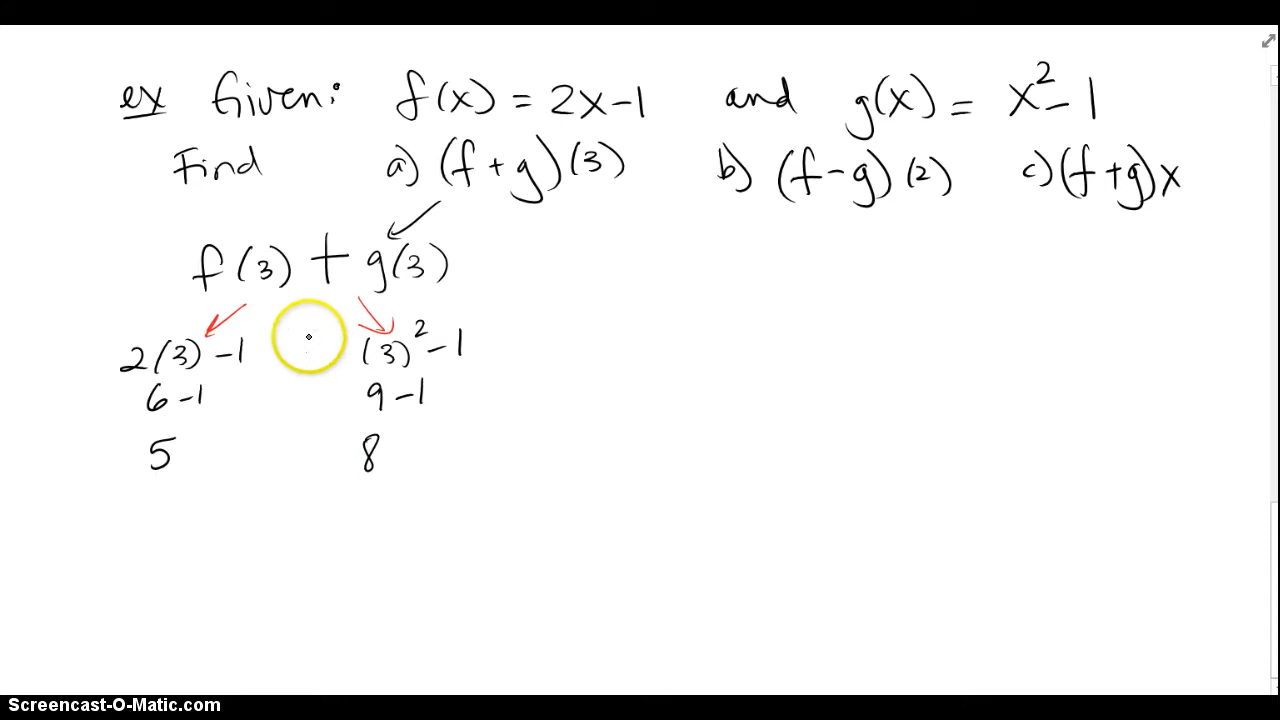 ex Given: f(x) = 2x-1 and g(x) = x²-1
Find a) (f+g)(3) b) (f-g)(2) c) (f+g)x
f(3) + g(3)
2(3)-1 (3)²-1
6-1 9-1
5 8
Screencast-O-Matic.com